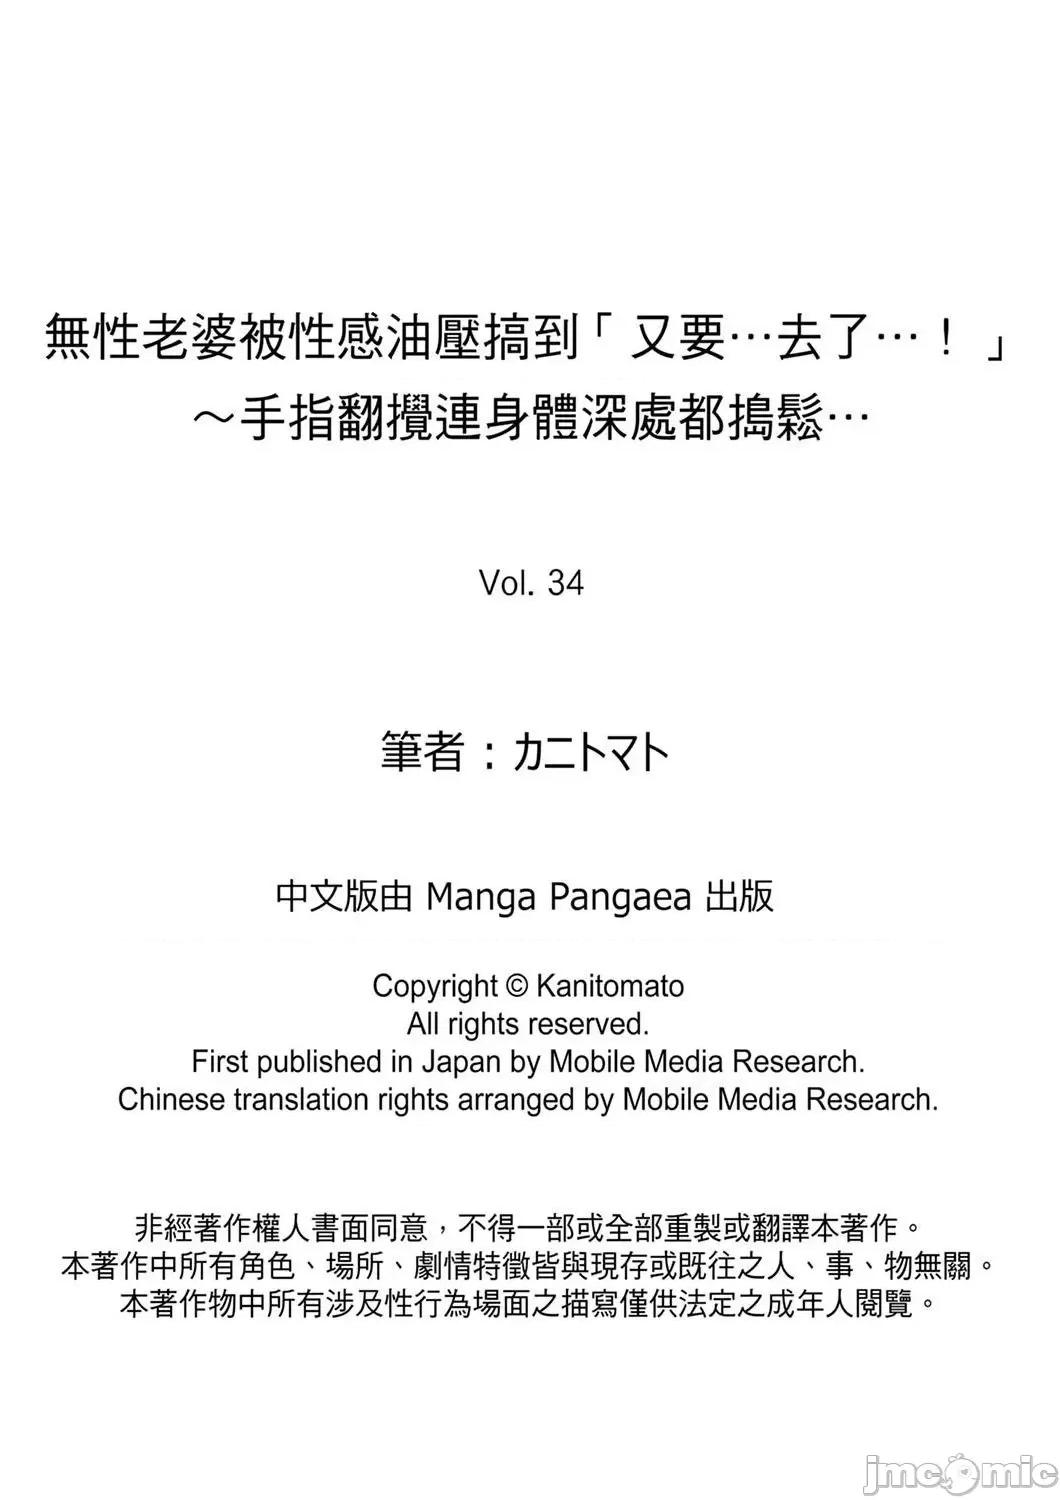 無性老婆被性感油壓搞到「又要…去了…！」
～手指翻攪連身體深處都搗鬆…
Vol. 34
筆者：カニトマト
中文版由 Manga Pangaea 出版
Copyright © Kanitomato
All rights reserved.
First published in Japan by Mobile Media Research.
Chinese translation rights arranged by Mobile Media Research.
非經著作權人書面同意，不得一部或全部重製或翻譯本著作。
本著作中所有角色、場所、劇情特徵皆與現存或既往之人、事、物無關。
本著作物中所有涉及性行為場面之描寫僅供法定之成年人閱覽。
jmcomic